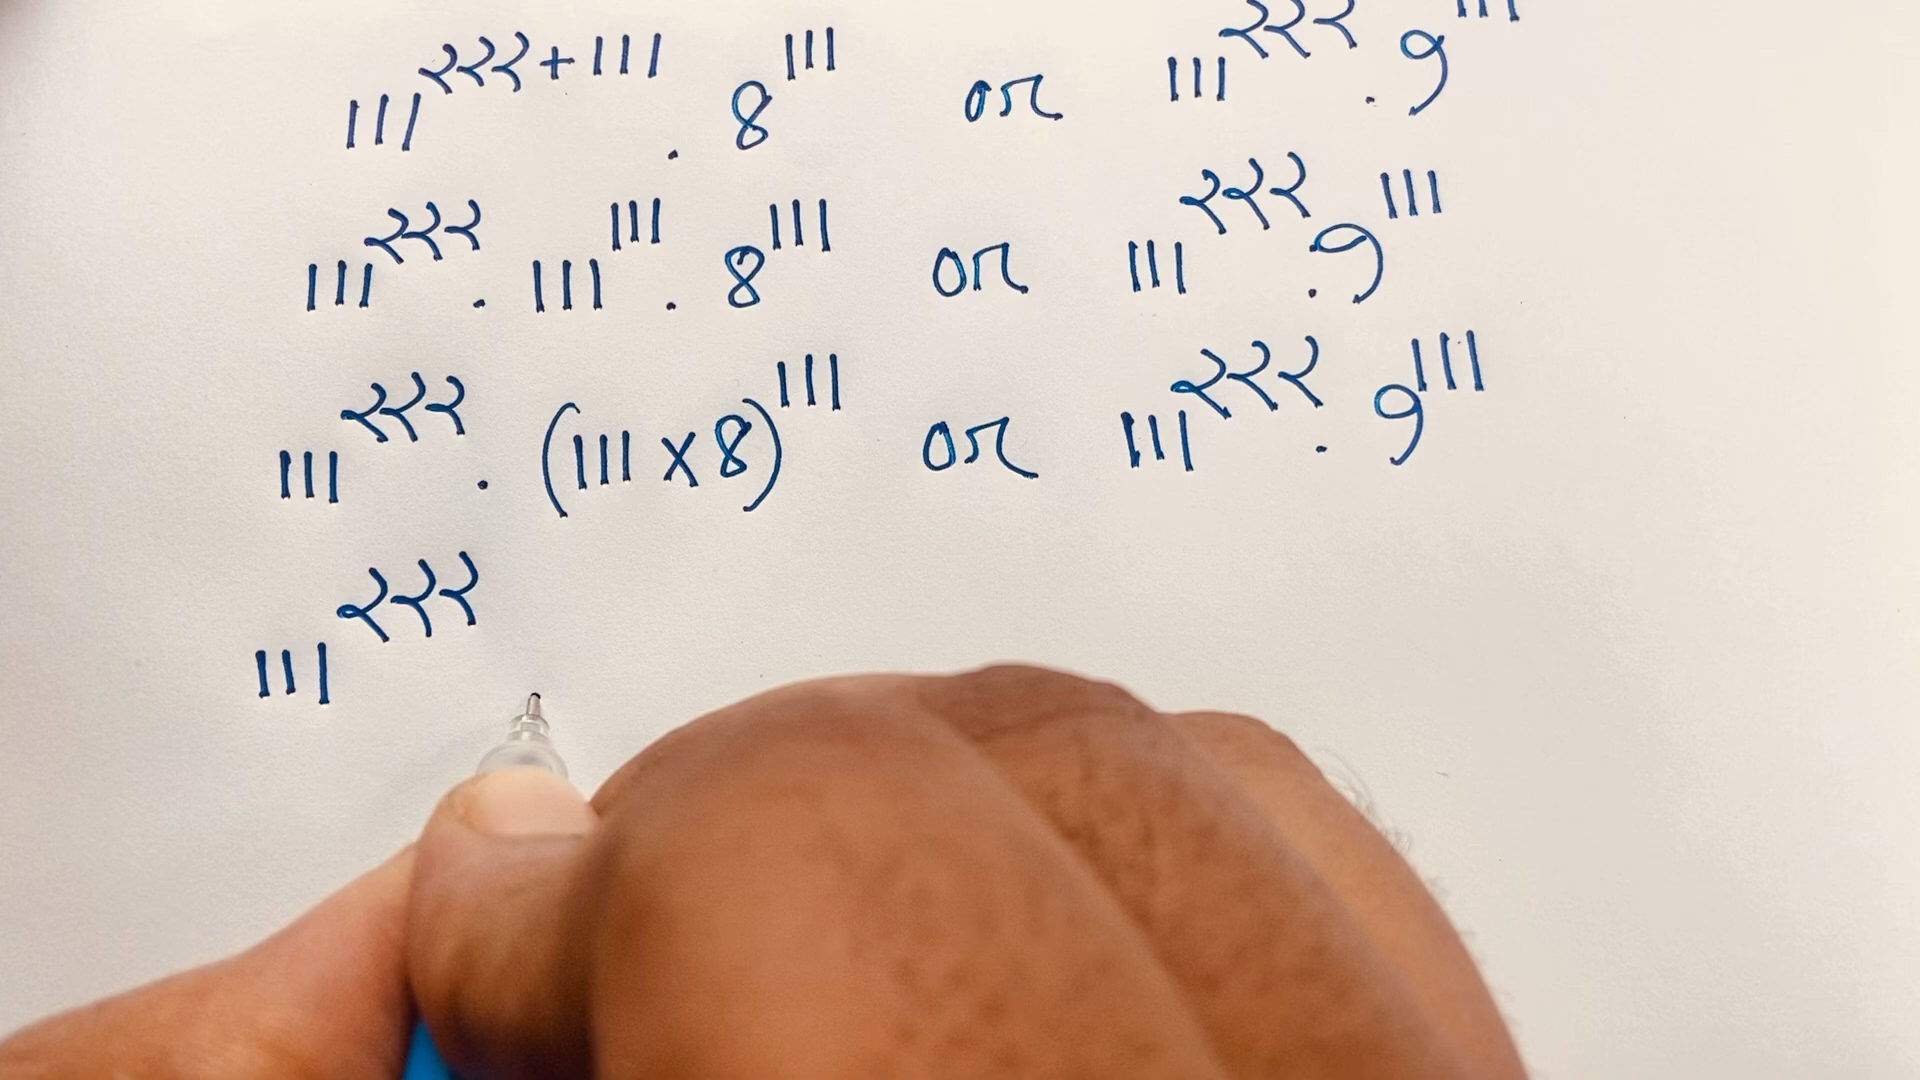 111^222+111 . 8^111 or 111^222 . 9^111
111^222 . 111^111 . 8^111 or 111^222 . 9^111
111^222 . (111 x 8)^111 or 111^222 . 9^111
111^222